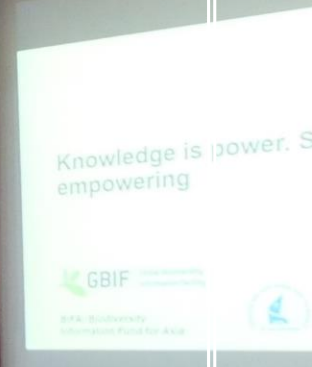 Knowledge is power. S
empowering
GBIF
BIFA: Biodiversity
Information Fund for Asia